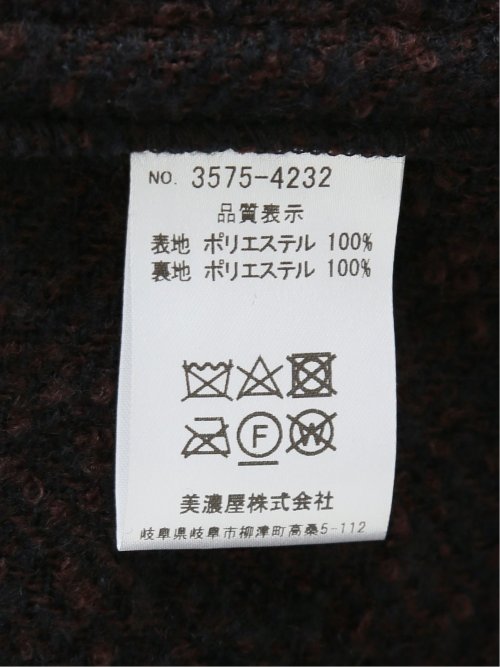 NO. 3575-4232
品質表示
表地 ポリエステル 100%
裏地 ポリエステル 100%
F W
美濃屋株式会社
岐阜県岐阜市柳津町高桑5-112